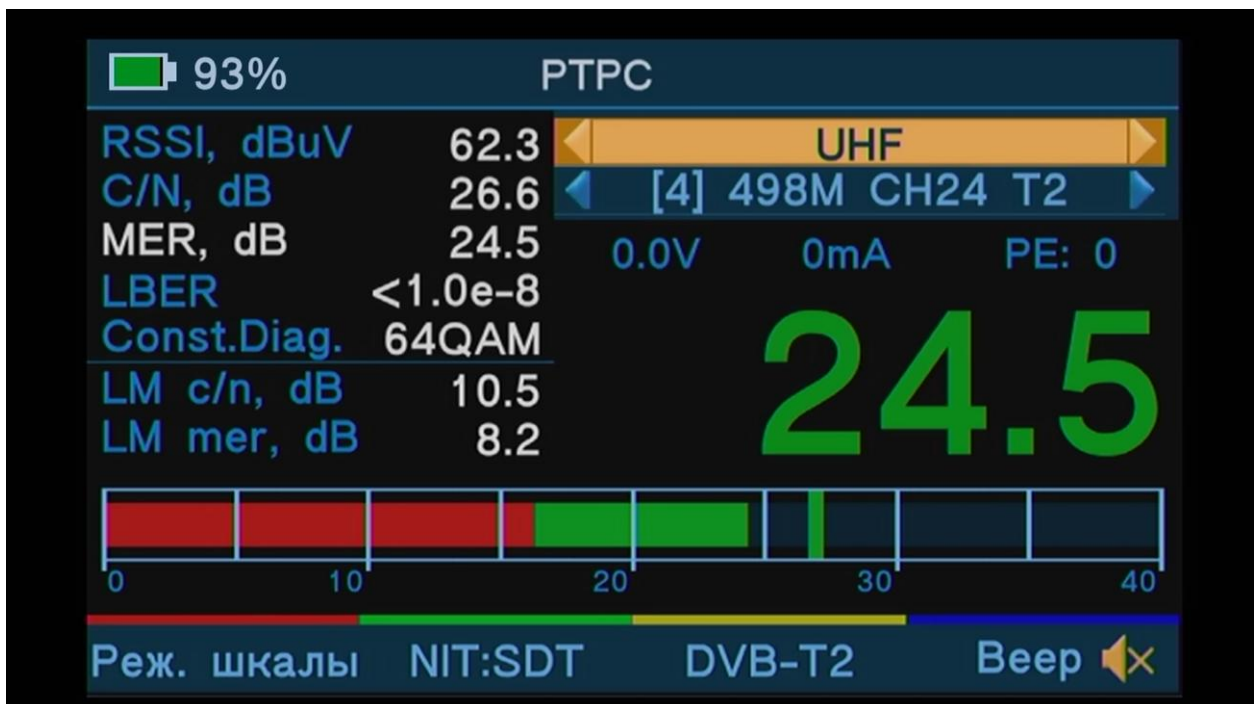 93% РТРС
RSSI, dBuV 62.3
UHF
C/N, dB 26.6
[4] 498M CH24 T2
MER, dB 24.5
0.0V 0mA PE: 0
LBER <1.0e-8
Const.Diag. 64QAM
24.5
LM c/n, dB 10.5
LM mer, dB 8.2
0 10 20 30 40
Реж. шкалы NIT:SDT DVB-T2 Beep